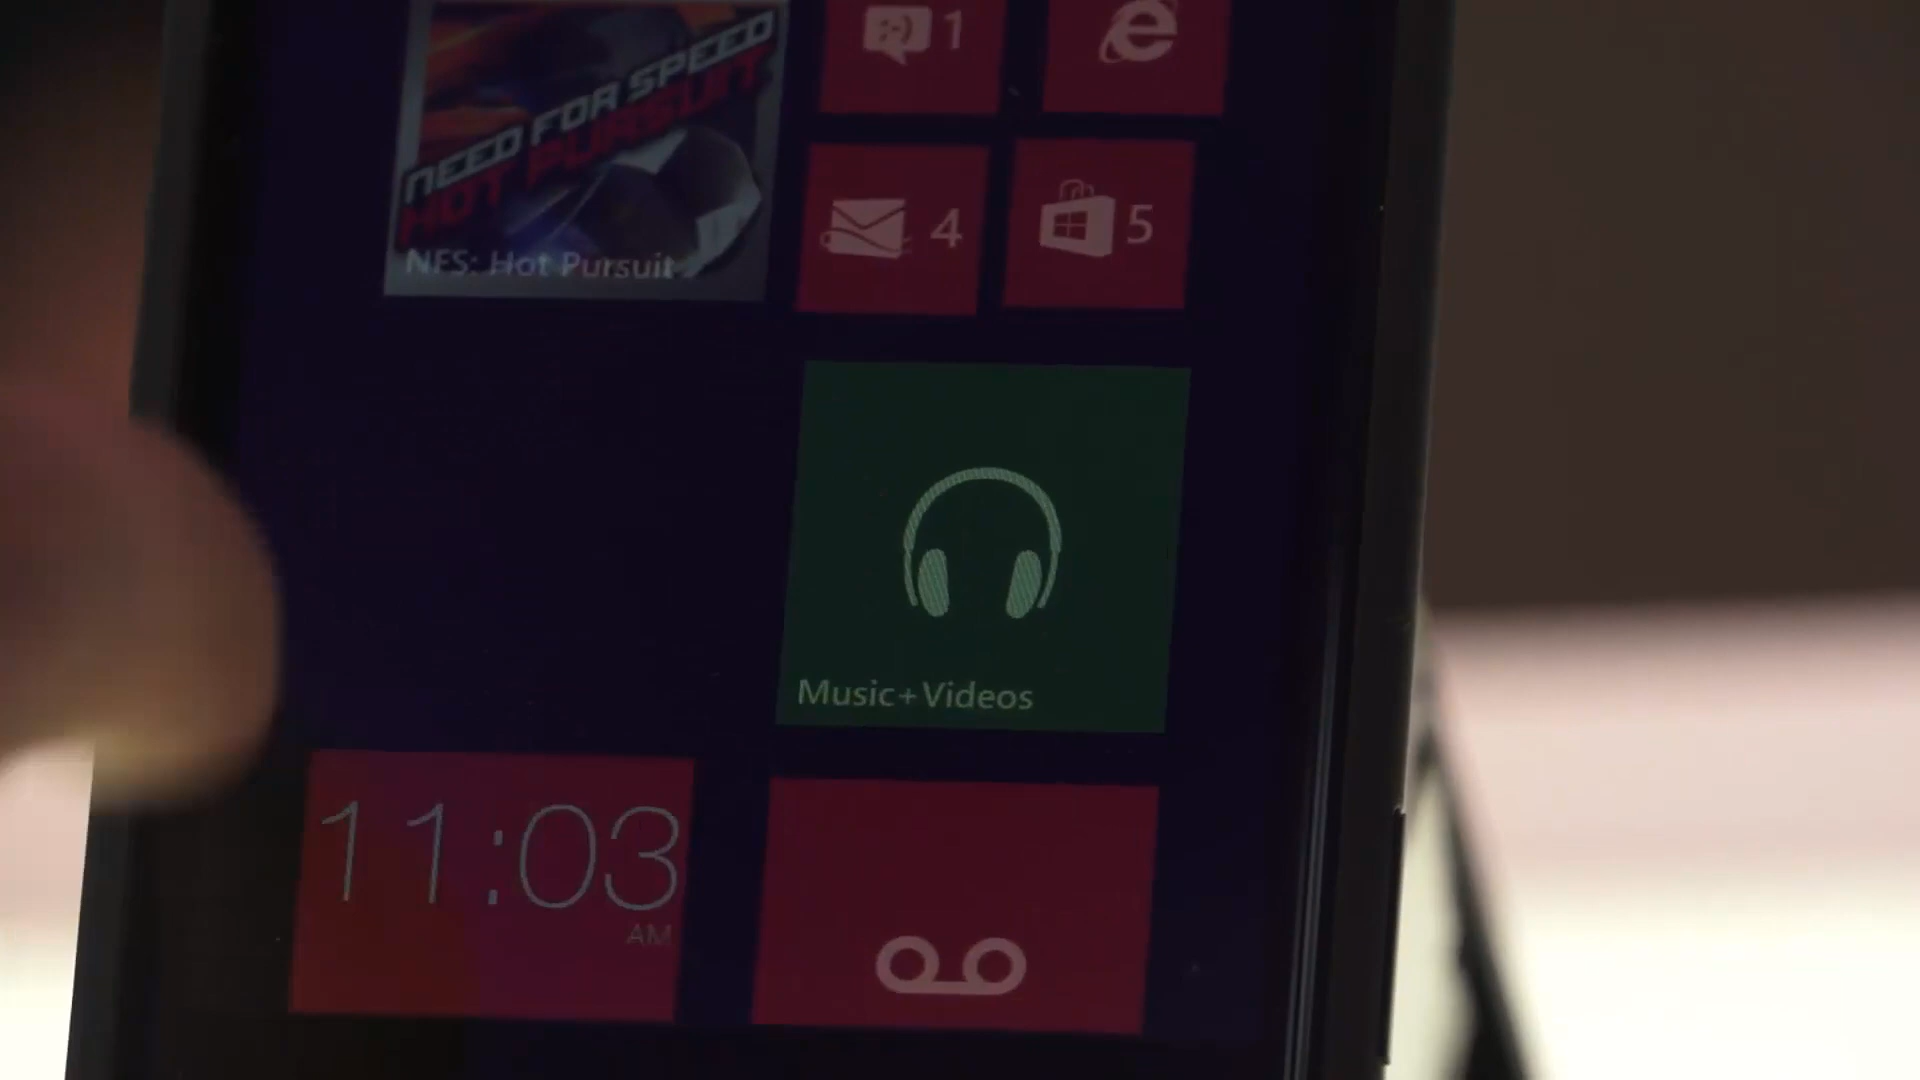 1
NEED FOR SPEED
HOT PURSUIT
NFS: Hot Pursuit
4
5
Music+Videos
11:03
AM